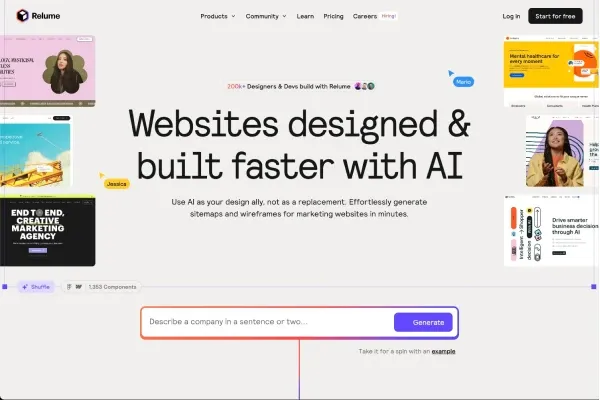 Relume
Products
Community
Learn
Pricing
Careers
Hiring!
Log in
Start for free
200k+ Designers & Devs build with Relume
Mario
Websites designed &
built faster with AI
Jessica
Use AI as your design ally, not as a replacement. Effortlessly generate
sitemaps and wireframes for marketing websites in minutes.
END TO END,
CREATIVE
MARKETING
AGENCY
Mental healthcare for
every moment
Drive smarter
business decision
through AI
Shuffle
1,353 Components
Describe a company in a sentence or two...
Generate
Take it for a spin with an example